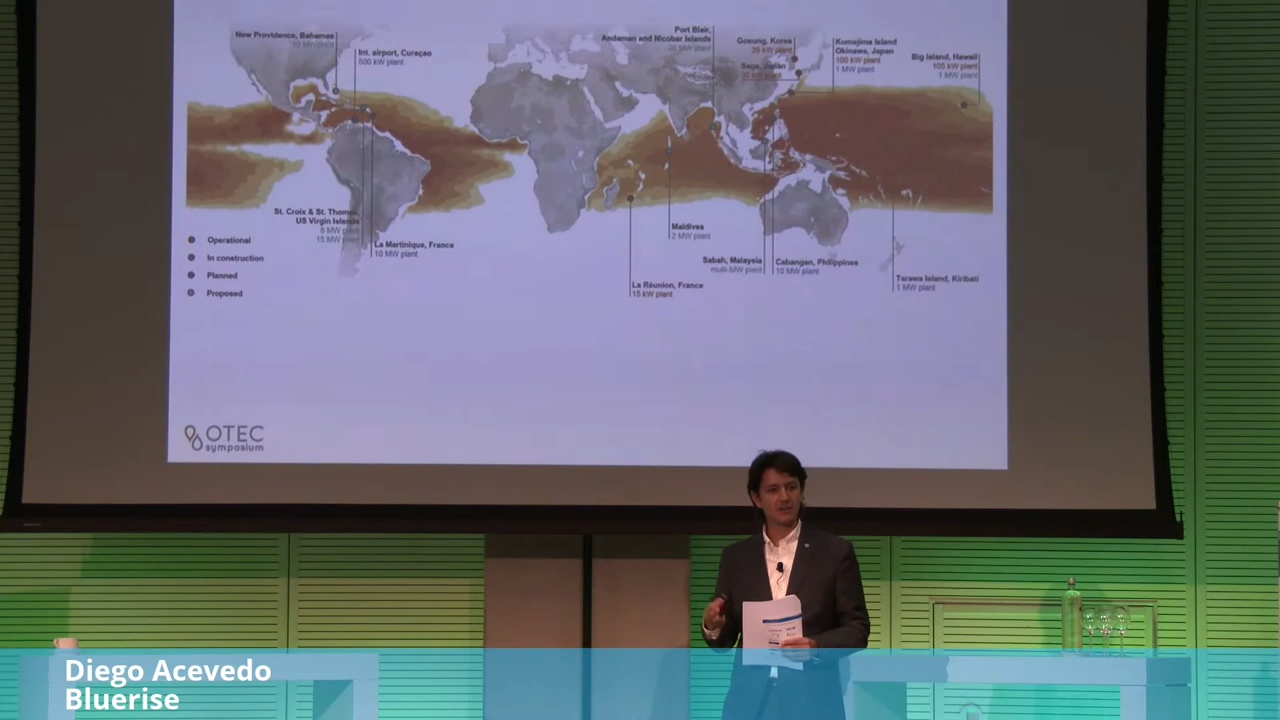 New Providence, Bahamas
10 MW plant
Int. airport, Curaçao
500 kW plant
Port Blair,
Andaman and Nicobar Islands
20 MW plant
Gosung, Korea
20 kW plant
Saga, Japan
30 kW plant
Kumejima Island
Okinawa, Japan
100 kW plant
1 MW plant
Big Island, Hawaii
105 kW plant
1 MW plant
St. Croix & St. Thomas,
US Virgin Islands
8 MW plant
15 MW plant
La Martinique, France
10 MW plant
Maldives
2 MW plant
Sabah, Malaysia
multi-MW plant
Cabangan, Philippines
10 MW plant
La Réunion, France
15 kW plant
Tarawa Island, Kiribati
1 MW plant
Operational
In construction
Planned
Proposed
OTEC
symposium
Diego Acevedo
Bluerise